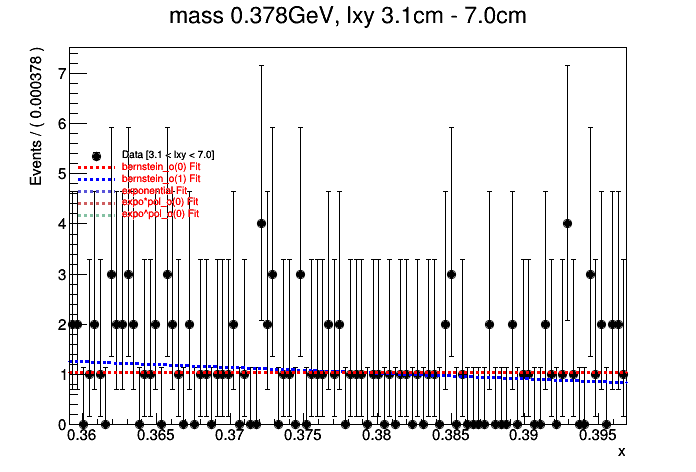 mass 0.378GeV, lxy 3.1cm - 7.0cm
Events / ( 0.000378 )
7
6
5
4
3
2
1
0
Data [3.1 < lxy < 7.0]
bernstein_o(0) Fit
bernstein_o(1) Fit
exponential Fit
expo*pol_o(0) Fit
expo^pol_o(0) Fit
0.36 0.365 0.37 0.375 0.38 0.385 0.39 0.395
x